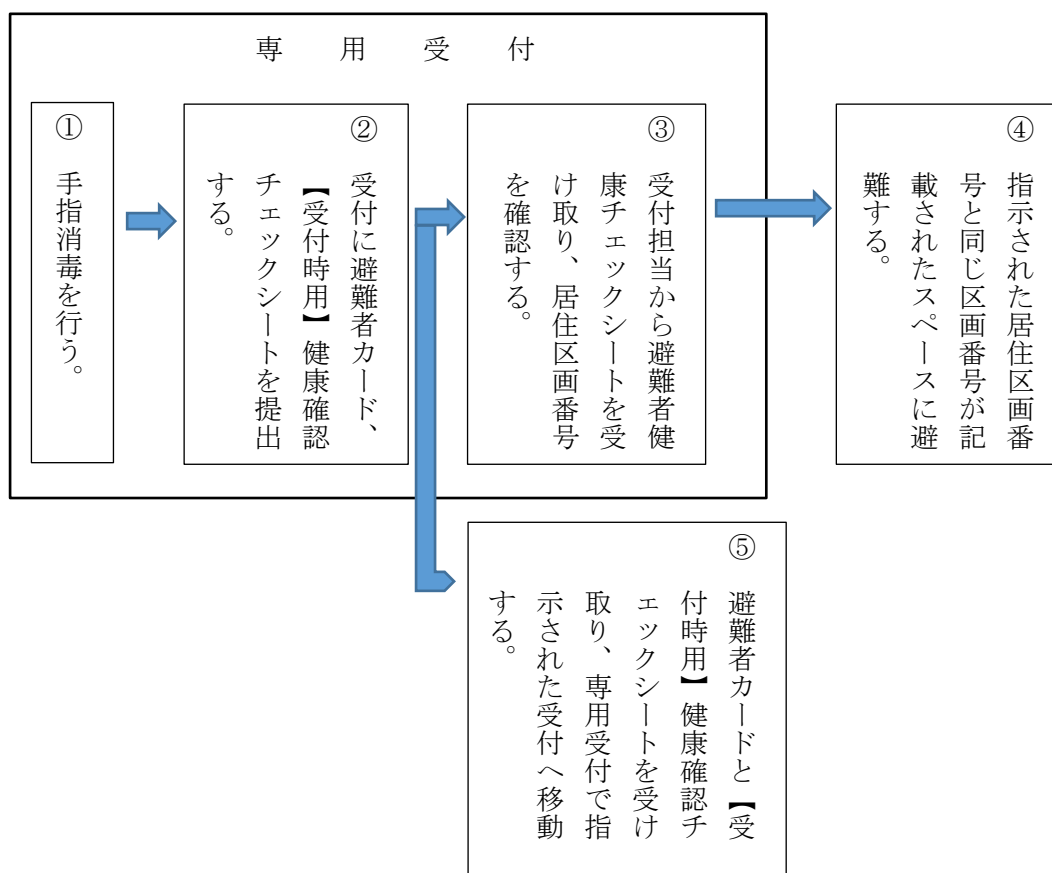 専用受付
①　手指消毒を行う。
②　受付に避難者カード、
【受付時用】健康確認
チェックシートを提出
する。
③　受付担当から避難者健
康チェックシートを受
け取り、居住区画番号
を確認する。
④　指示された居住区画番
号と同じ区画番号が記
載されたスペースに避
難する。
⑤　避難者カードと【受
付時用】健康確認チ
ェックシートを受け
取り、専用受付で指
示された受付へ移動
する。